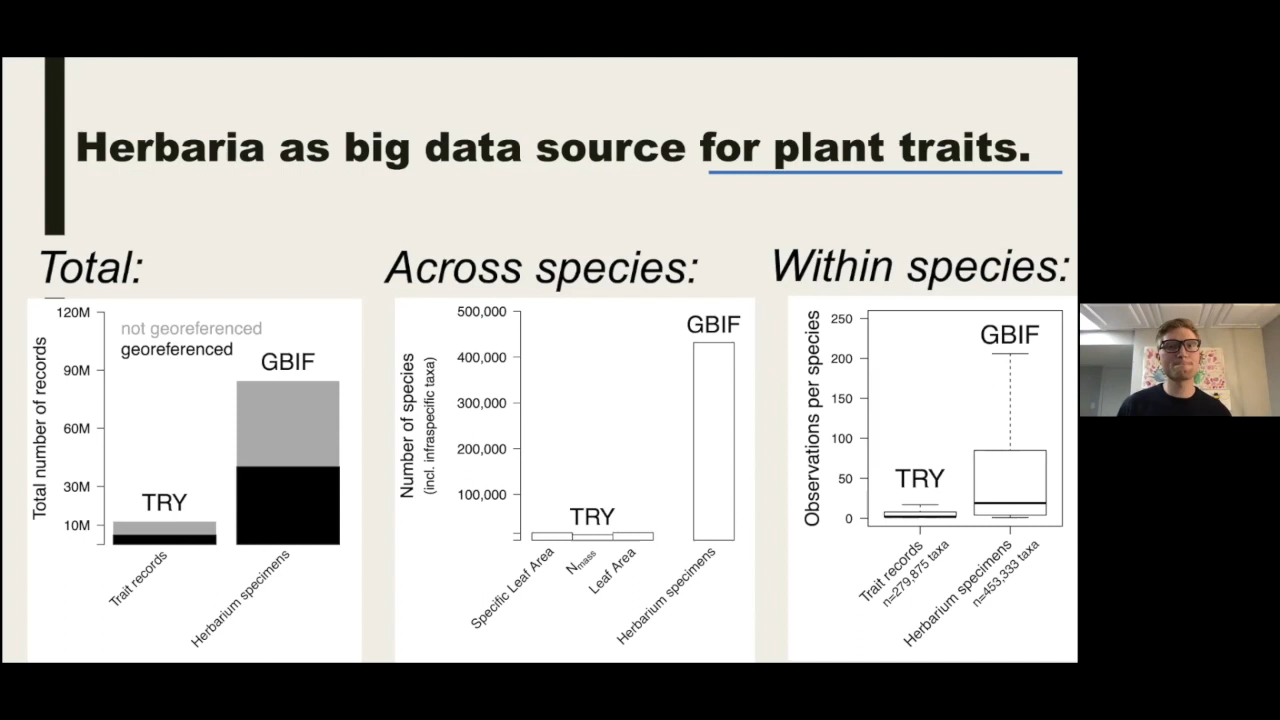 Herbaria as big data source for plant traits.
Total:
Across species:
Within species:
120M
90M
60M
30M
10M
Total number of records
not georeferenced
georeferenced
GBIF
TRY
Trait records
Herbarium specimens
500,000
400,000
300,000
200,000
100,000
Number of species
(incl. infraspecific taxa)
GBIF
TRY
Specific Leaf Area
Nmass
Leaf Area
Herbarium specimens
250
200
150
100
50
0
Observations per species
GBIF
TRY
Trait records
n=279,875 taxa
Herbarium specimens
n=453,333 taxa